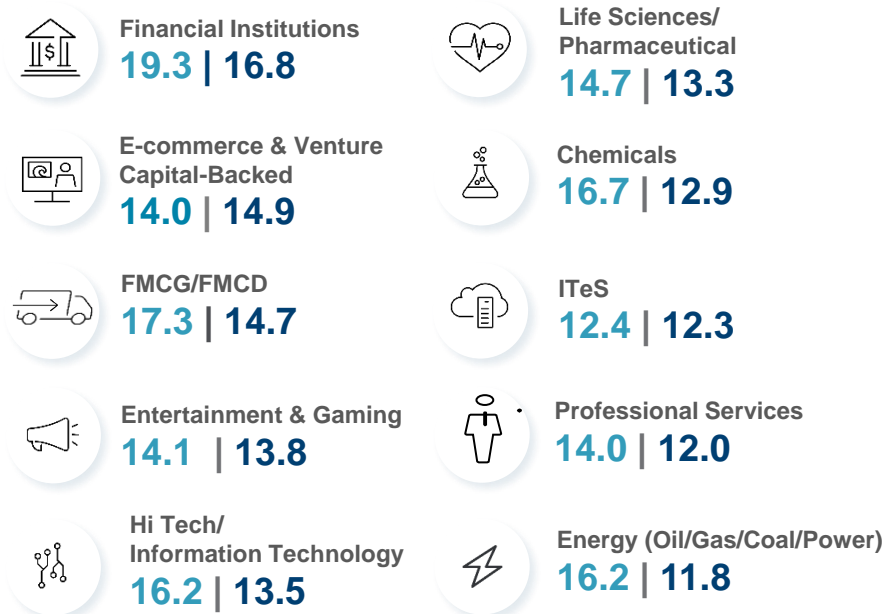 Financial Institutions
19.3 | 16.8
E-commerce & Venture
Capital-Backed
14.0 | 14.9
FMCG/FMCD
17.3 | 14.7
Entertainment & Gaming
14.1 | 13.8
Hi Tech/
Information Technology
16.2 | 13.5
Life Sciences/
Pharmaceutical
14.7 | 13.3
Chemicals
16.7 | 12.9
ITeS
12.4 | 12.3
Professional Services
14.0 | 12.0
Energy (Oil/Gas/Coal/Power)
16.2 | 11.8